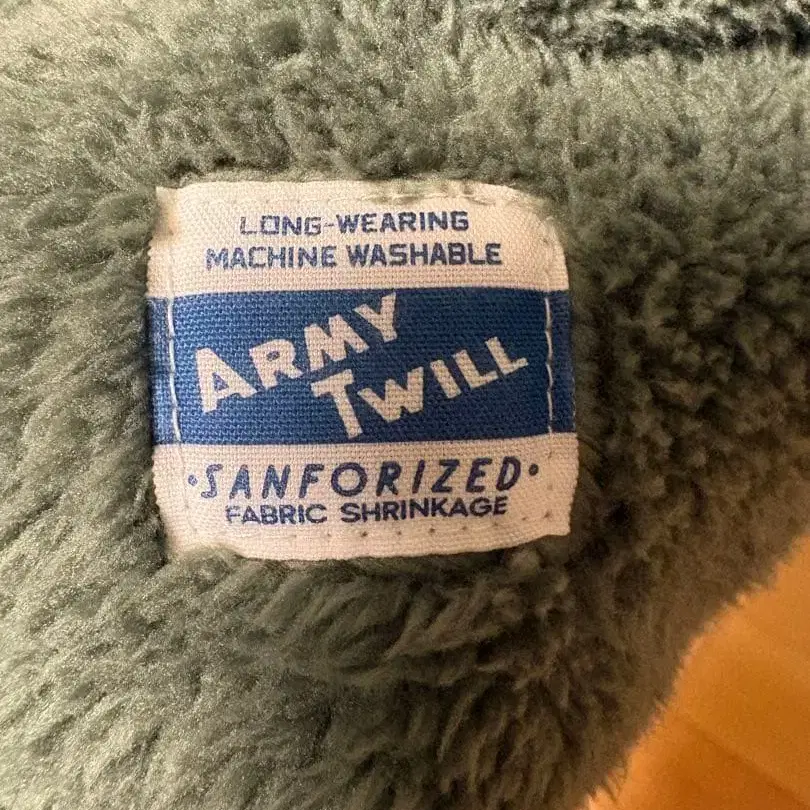 LONG-WEARING
MACHINE WASHABLE
ARMY
TWILL
·SANFORIZED·
FABRIC SHRINKAGE